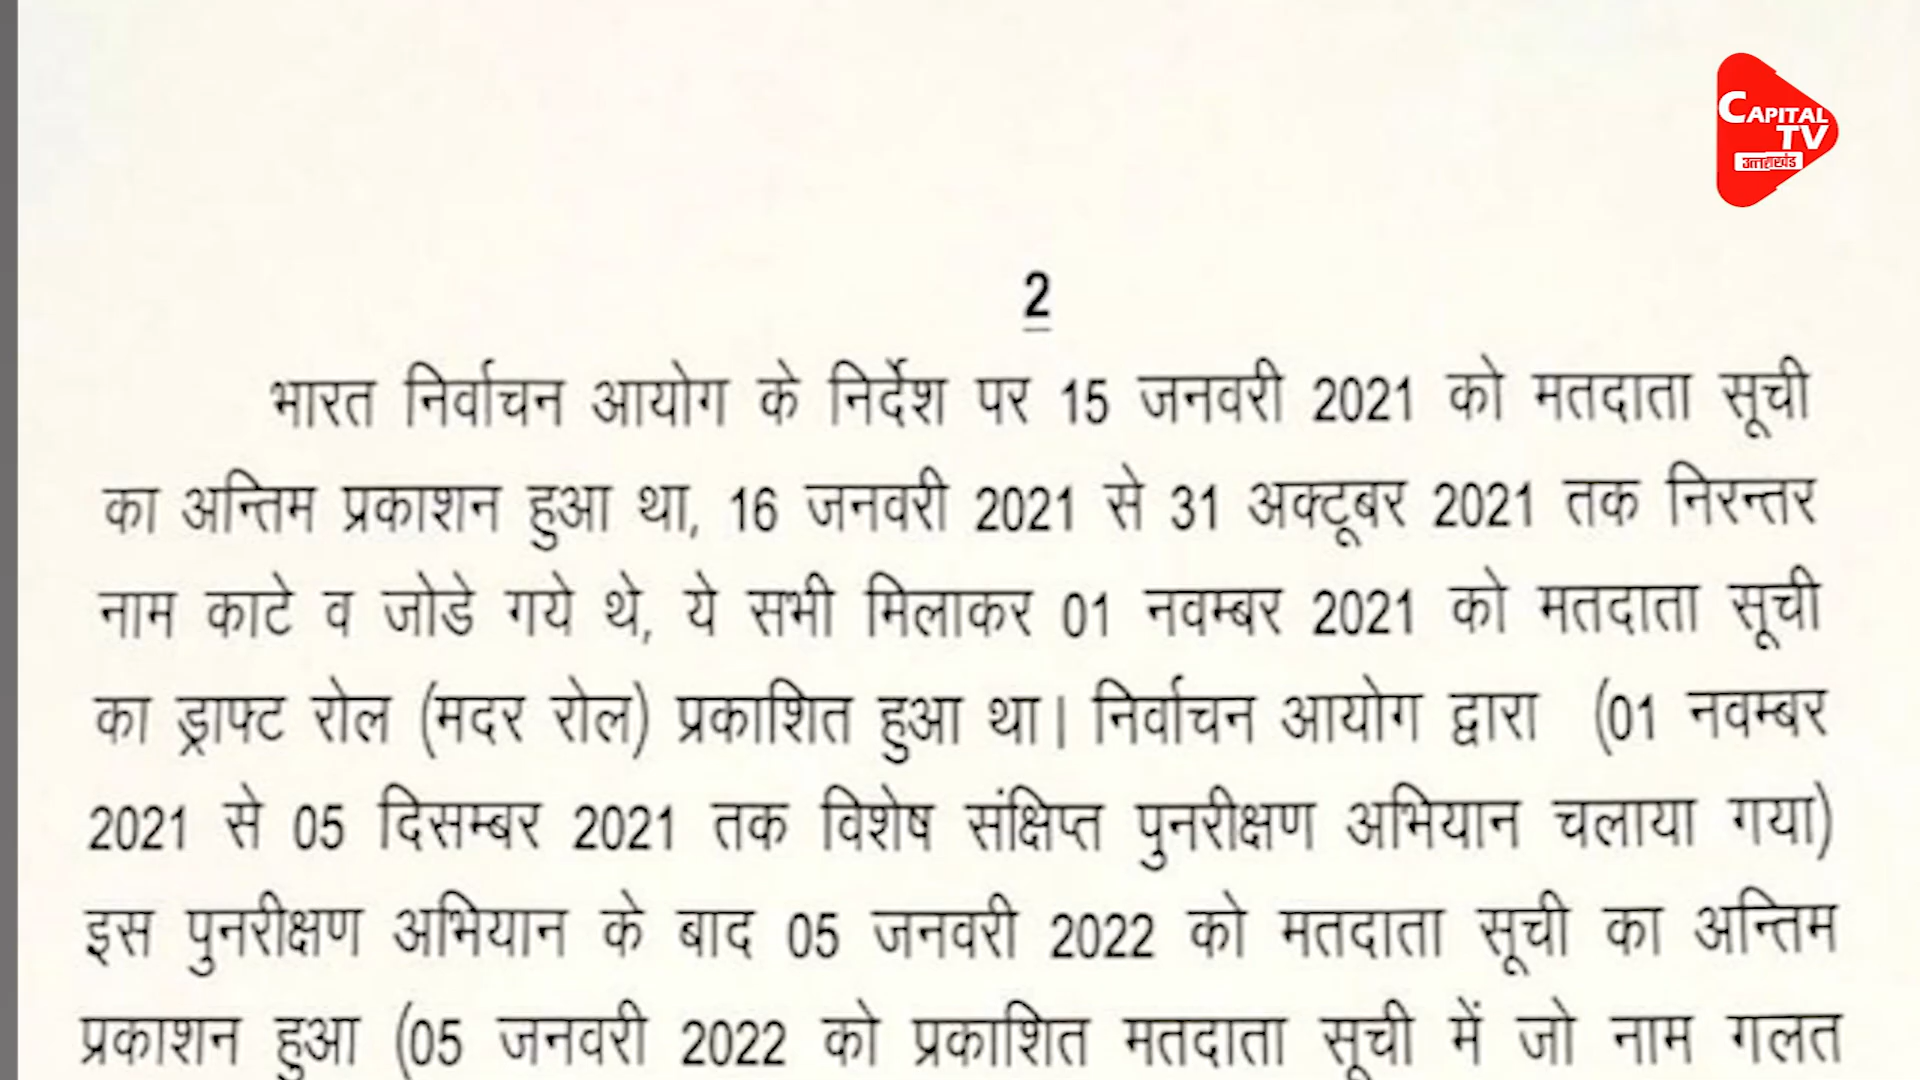 CAPITAL
TV
उत्तराखंड
2
भारत निर्वाचन आयोग के निर्देश पर 15 जनवरी 2021 को मतदाता सूची
का अन्तिम प्रकाशन हुआ था, 16 जनवरी 2021 से 31 अक्टूबर 2021 तक निरन्तर
नाम काटे व जोडे गये थे, ये सभी मिलाकर 01 नवम्बर 2021 को मतदाता सूची
का ड्राफ्ट रोल (मदर रोल) प्रकाशित हुआ था। निर्वाचन आयोग द्वारा (01 नवम्बर
2021 से 05 दिसम्बर 2021 तक विशेष संक्षिप्त पुनरीक्षण अभियान चलाया गया)
इस पुनरीक्षण अभियान के बाद 05 जनवरी 2022 को मतदाता सूची का अन्तिम
प्रकाशन हुआ (05 जनवरी 2022 को प्रकाशित मतदाता सूची में जो नाम गलत